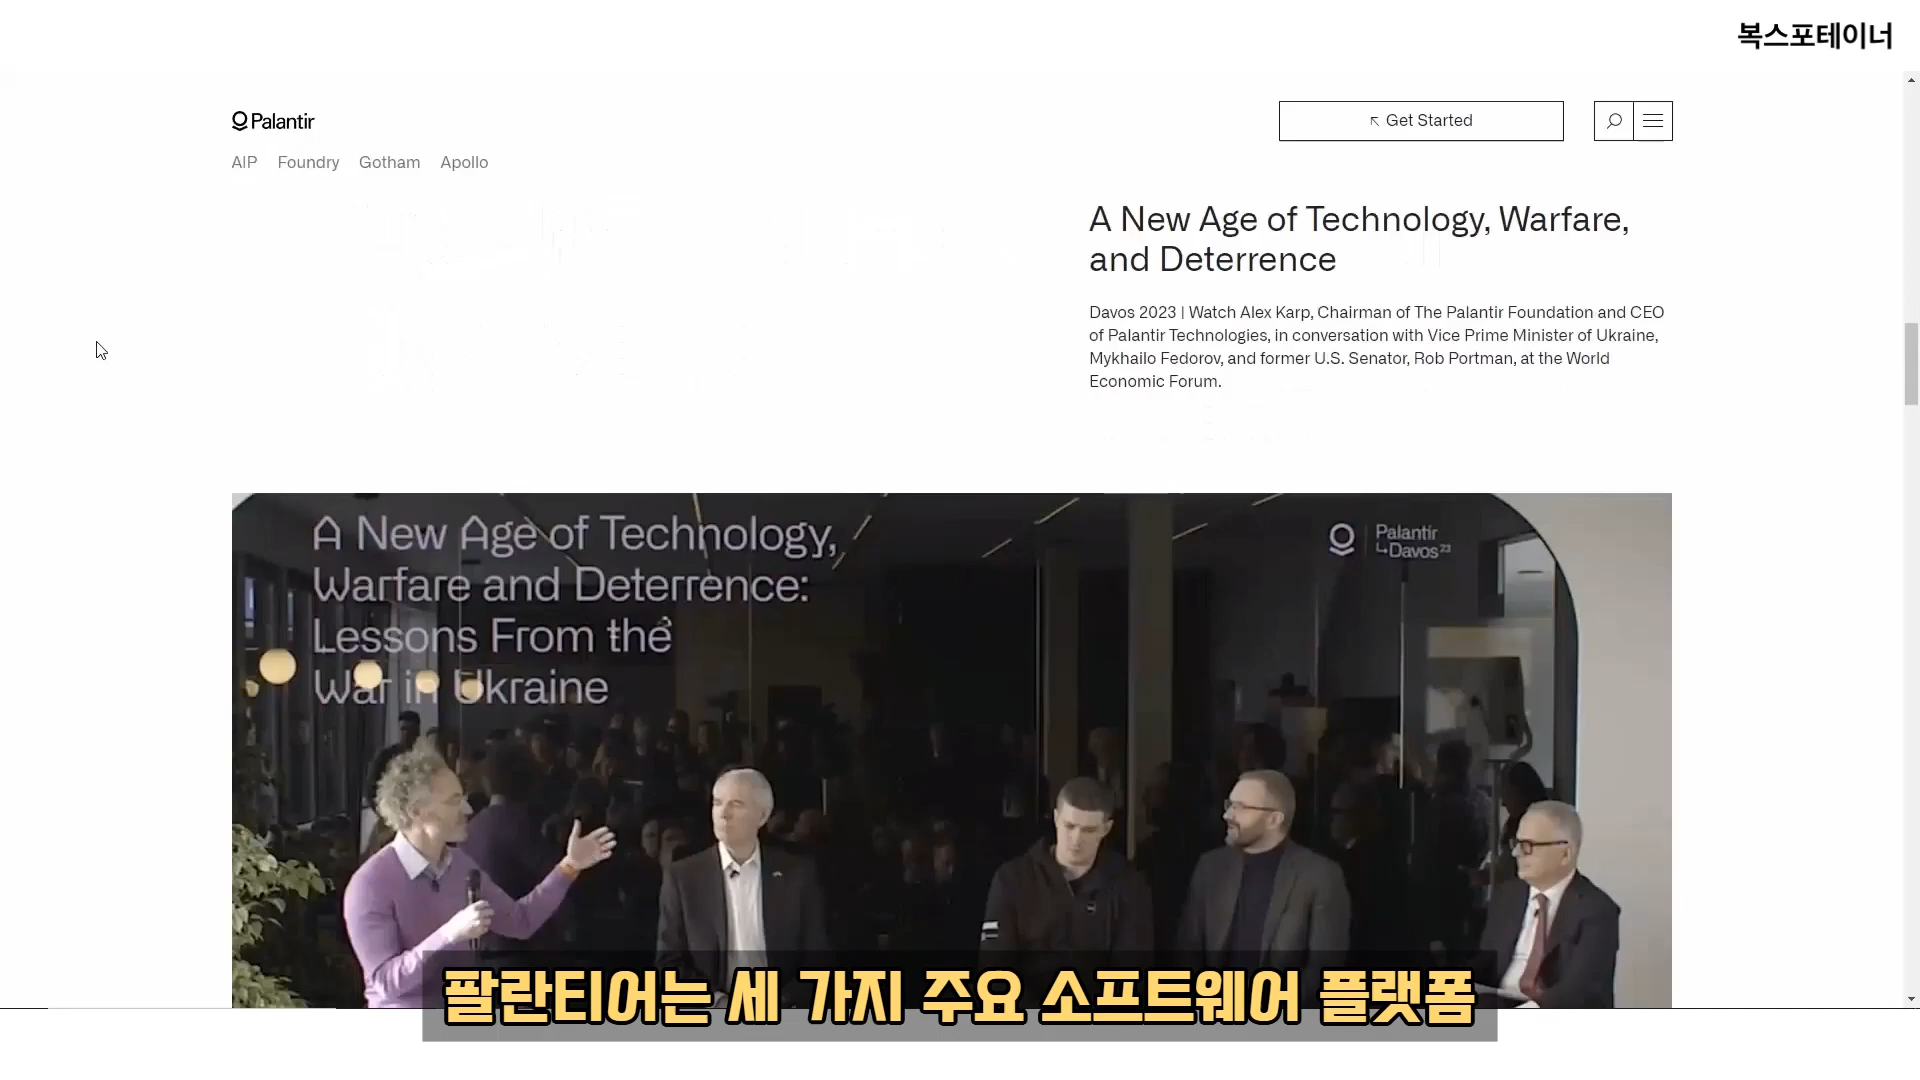 복스포테이너
Palantir
Get Started
AIP Foundry Gotham Apollo
A New Age of Technology, Warfare,
and Deterrence
Davos 2023 | Watch Alex Karp, Chairman of The Palantir Foundation and CEO
of Palantir Technologies, in conversation with Vice Prime Minister of Ukraine,
Mykhailo Fedorov, and former U.S. Senator, Rob Portman, at the World
Economic Forum.
A New Age of Technology,
Warfare and Deterrence:
Lessons From the
War in Ukraine
Palantir
Davos 23
팔란티어는 세 가지 주요 소프트웨어 플랫폼